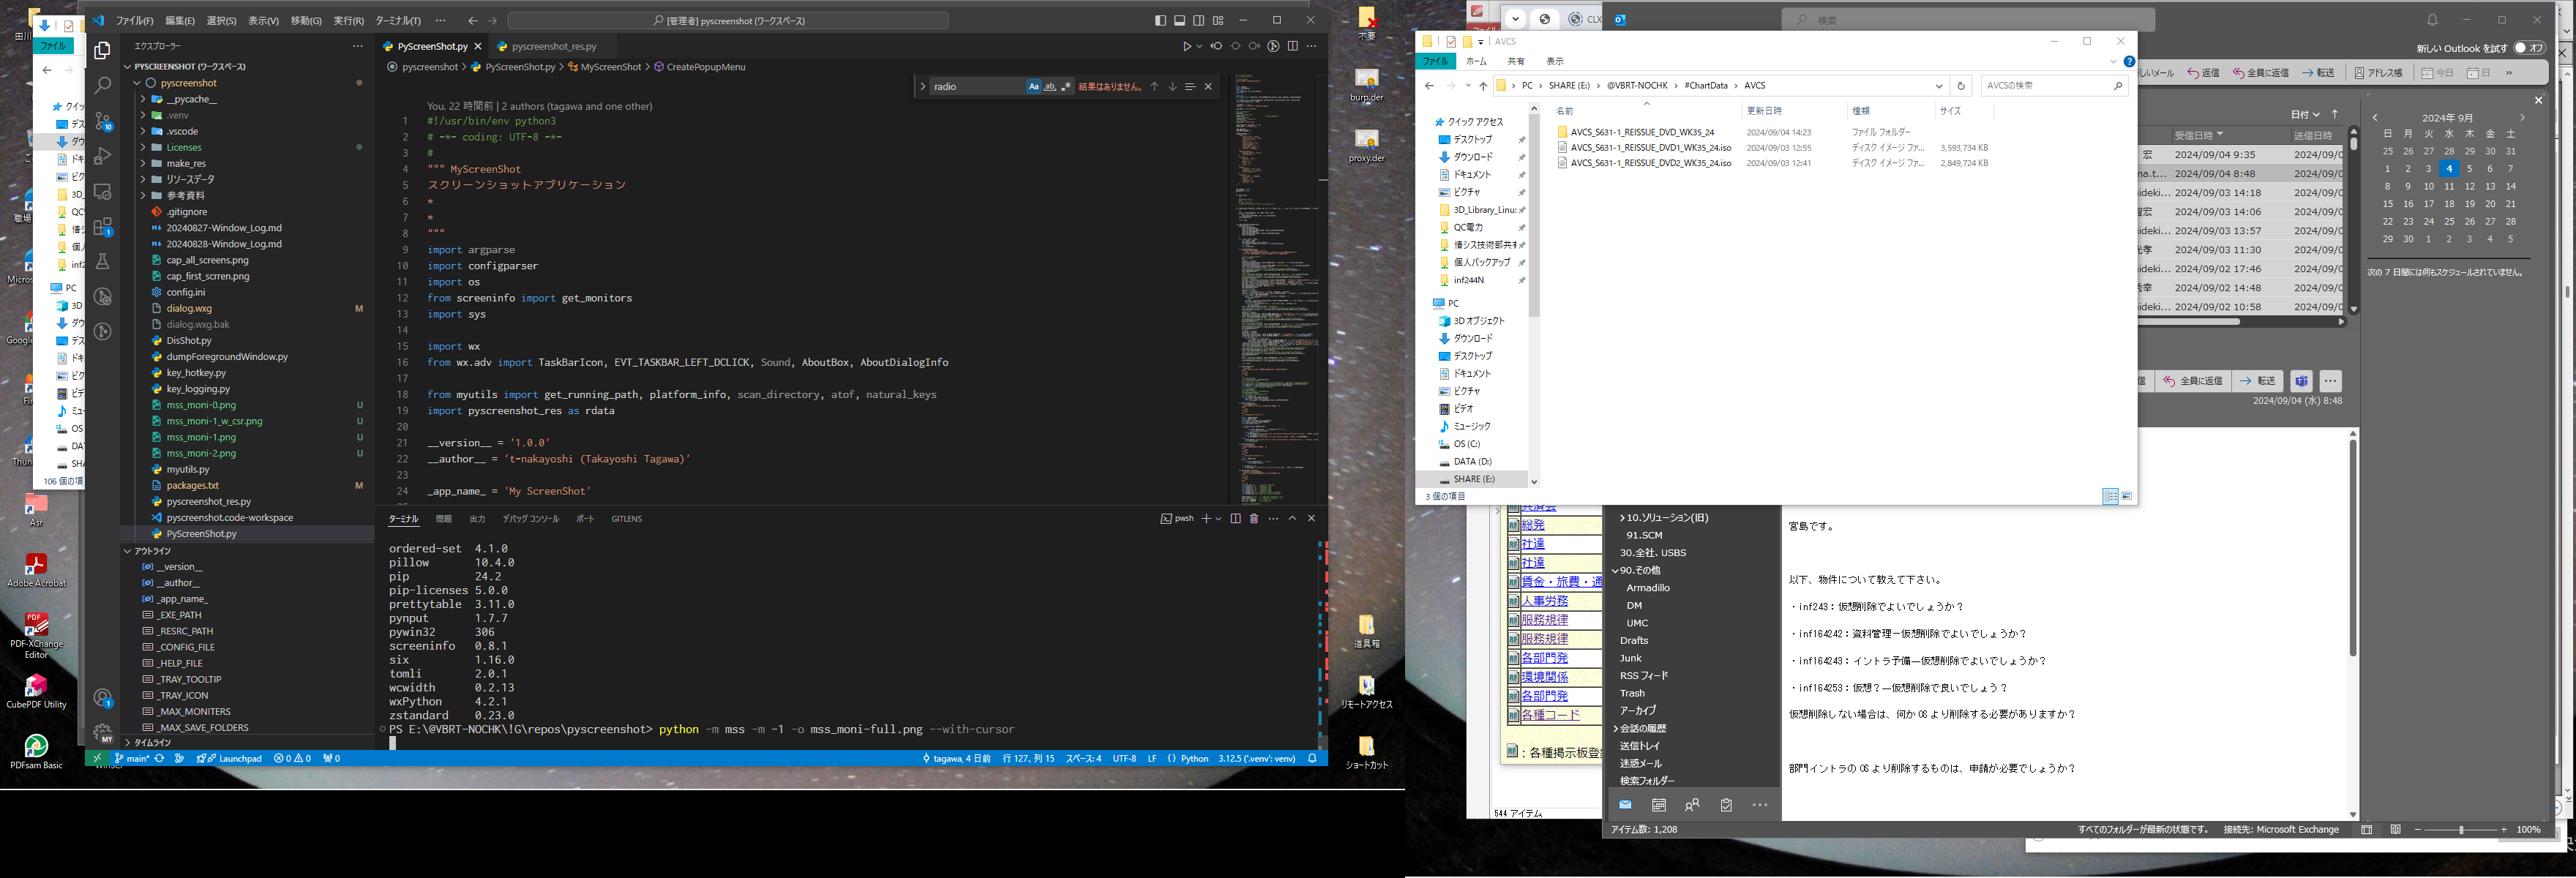 ファイル(F) 編集(E) 選択(S) 表示(V) 移動(G) 実行(R) ターミナル(T) ···
[管理者] pyscreenshot (ワークスペース)
エクスプローラー
PYSCREENSHOT (ワークスペース)
pyscreenshot
__pycache__
.venv
.vscode
Licenses
make_res
リソースデータ
参考資料
.gitignore
20240827-Window_Log.md
20240828-Window_Log.md
cap_all_screens.png
cap_first_scrren.png
config.ini
dialog.wxg M
dialog.wxg.bak
DisShot.py
dumpForegroundWindow.py
key_hotkey.py
key_logging.py
mss_moni-0.png U
mss_moni-1_w_csr.png U
mss_moni-1.png U
mss_moni-2.png U
myutils.py
packages.txt M
pyscreenshot_res.py
pyscreenshot.code-workspace
PyScreenShot.py
アウトライン
__version__
__author__
_app_name_
_EXE_PATH
_RESRC_PATH
_CONFIG_FILE
_HELP_FILE
_TRAY_TOOLTIP
_TRAY_ICON
_MAX_MONITERS
_MAX_SAVE_FOLDERS
タイムライン
PyScreenShot.py
pyscreenshot_res.py
pyscreenshot > PyScreenShot.py > MyScreenShot > CreatePopupMenu
radio
Aa
結果はありません。
You, 22 時間前 | 2 authors (tagawa and one other)
1 #!/usr/bin/env python3
2 # -*- coding: UTF-8 -*-
3 #
4 """ MyScreenShot
5 スクリーンショットアプリケーション
6 *
7 *
8 """
9 import argparse
10 import configparser
11 import os
12 from screeninfo import get_monitors
13 import sys
14
15 import wx
16 from wx.adv import TaskBarIcon, EVT_TASKBAR_LEFT_DCLICK, Sound, AboutBox, AboutDialogInfo
17
18 from myutils import get_running_path, platform_info, scan_directory, atof, natural_keys
19 import pyscreenshot_res as rdata
20
21 __version__ = '1.0.0'
22 __author__ = 't-nakayoshi (Takayoshi Tagawa)'
23
24 _app_name_ = 'My ScreenShot'
ターミナル 問題 出力 デバッグ コンソール ポート GITLENS
pwsh
ordered-set 4.1.0
pillow 10.4.0
pip 24.2
pip-licenses 5.0.0
prettytable 3.11.0
pynput 1.7.7
pywin32 306
screeninfo 0.8.1
six 1.16.0
tomli 2.0.1
wcwidth 0.2.13
wxPython 4.2.1
zstandard 0.23.0
PS E:\@VBRT-NOCHK\!G\repos\pyscreenshot> python -m mss -m -1 -o mss_moni-full.png --with-cursor
main* Launchpad 0 0 0
tagawa, 4 日前 行 127、列 15 スペース: 4 UTF-8 LF Python 3.12.5 ('.venv': venv)
ファイル
106 個の項
Asr
Adobe Acrobat
PDF-XChange Editor
CubePDF Utility
PDFsam Basic
不要
burp.der
proxy.der
道具箱
リモートアクセス
ショートカット
AVCS
ファイル ホーム 共有 表示
PC > SHARE (E:) > @VBRT-NOCHK > #ChartData > AVCS
AVCSの検索
名前 更新日時 種類 サイズ
AVCS_S631-1_REISSUE_DVD_WK35_24 2024/09/04 14:23 ファイル フォルダー
AVCS_S631-1_REISSUE_DVD1_WK35_24.iso 2024/09/03 12:55 ディスク イメージ ファ... 3,593,734 KB
AVCS_S631-1_REISSUE_DVD2_WK35_24.iso 2024/09/03 12:41 ディスク イメージ ファ... 2,849,724 KB
クイック アクセス
デスクトップ
ダウンロード
ドキュメント
ピクチャ
3D_Library_Linu
QC電力
情シス技術部共有
個人バックアップ
inf244N
PC
3D オブジェクト
ダウンロード
デスクトップ
ドキュメント
ピクチャ
ビデオ
ミュージック
OS (C:)
DATA (D:)
SHARE (E:)
3 個の項目
総発
社達
社達
賃金・旅費・通
人事労務
服務規律
服務規律
各部門発
環境関係
各部門発
各種コード
：各種掲示板登録
544 アイテム
検索
新しい Outlook を試す オフ
返信 全員に返信 転送 アドレス帳 今日 日
日付
受信日時 送信日時
2024/09/04 9:35
2024/09/04 8:48
2024/09/03 14:18
2024/09/03 14:06
2024/09/03 13:57
2024/09/03 11:30
2024/09/02 17:46
2024/09/02 14:48
2024/09/02 10:58
2024年 9月
日 月 火 水 木 金 土
25 26 27 28 29 30 31
1 2 3 4 5 6 7
8 9 10 11 12 13 14
15 16 17 18 19 20 21
22 23 24 25 26 27 28
29 30 1 2 3 4 5
次の 7 日間には何もスケジュールされていません。
全員に返信 転送
2024/09/04 (水) 8:48
10.ソリューション(旧)
91.SCM
30.全社、USBS
90.その他
Armadillo
DM
UMC
Drafts
Junk
RSS フィード
Trash
アーカイブ
会話の履歴
送信トレイ
迷惑メール
検索フォルダー
宮島です。
以下、物件について教えて下さい。
・inf243：仮想削除でよいでしょうか？
・inf164242：資料管理ー仮想削除でよいでしょうか？
・inf164243：イントラ予備ー仮想削除でよいでしょうか？
・inf164253：仮想？ー仮想削除で良いでしょう？
仮想削除しない場合は、何か OS より削除する必要がありますか？
部門イントラの OS より削除するものは、申請が必要でしょうか？
アイテム数: 1,208
すべてのフォルダーが最新の状態です。 接続先: Microsoft Exchange 100%